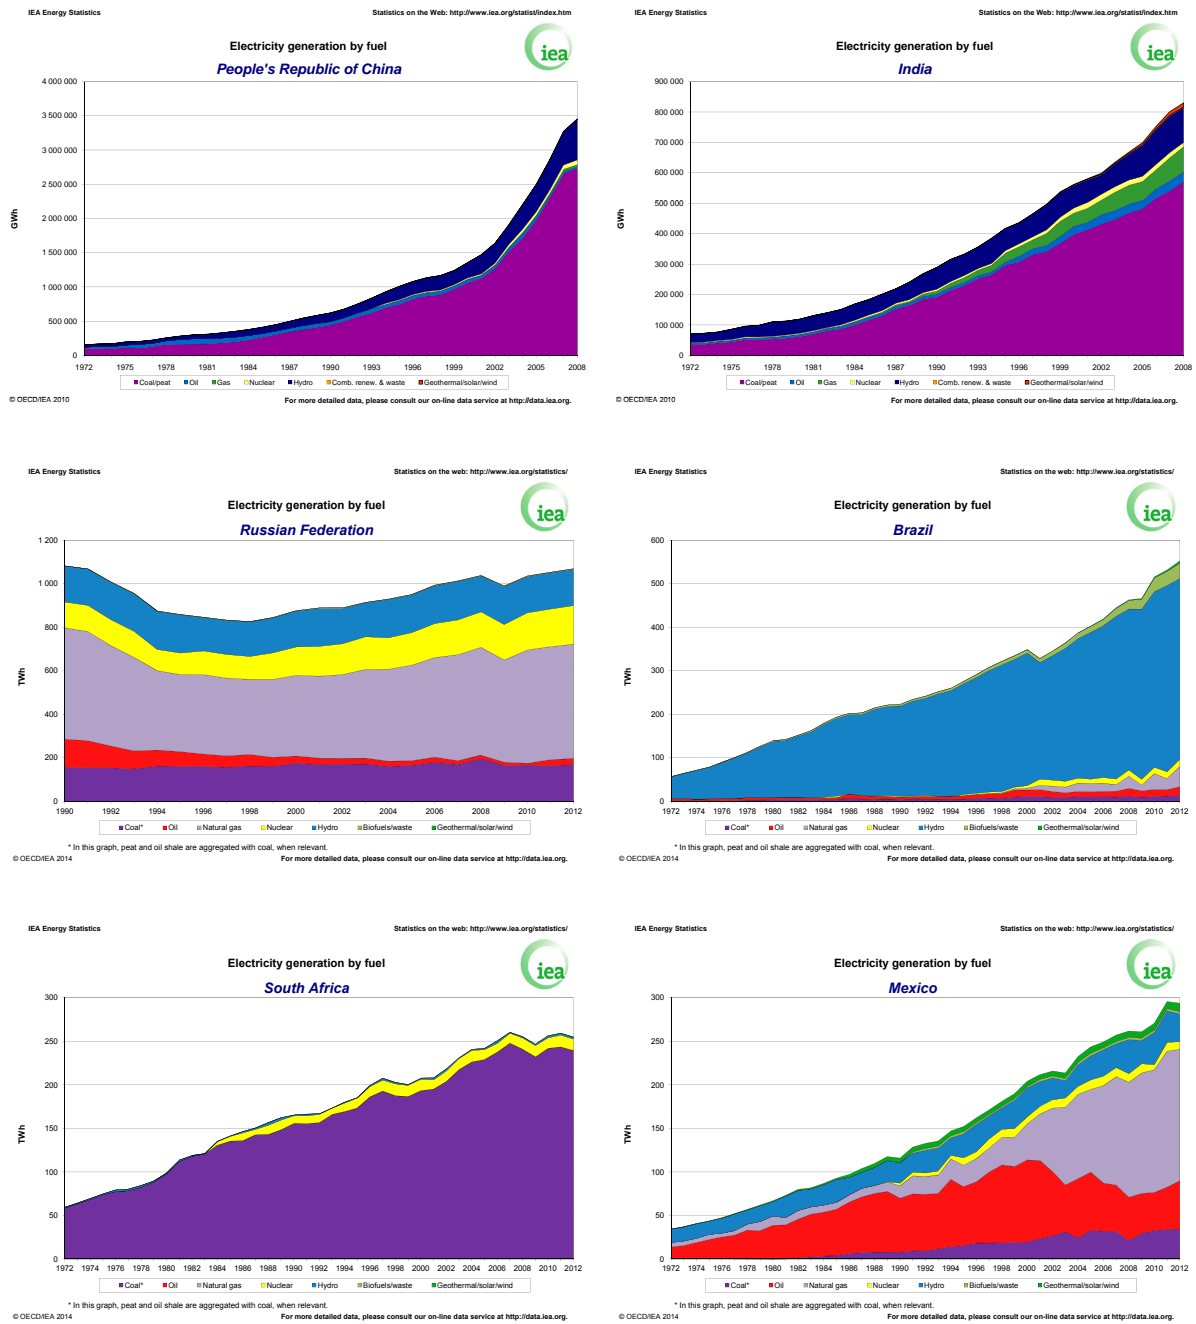 IEA Energy Statistics
Statistics on the Web: http://www.iea.org/statist/index.htm
Electricity generation by fuel
iea
People's Republic of China
4 000 000
3 500 000
3 000 000
2 500 000
2 000 000
1 500 000
1 000 000
500 000
0
GWh
1972 1975 1978 1981 1984 1987 1990 1993 1996 1999 2002 2005 2008
Coal/peat Oil Gas Nuclear Hydro Comb. renew. & waste Geothermal/solar/wind
© OECD/IEA 2010
For more detailed data, please consult our on-line data service at http://data.iea.org.
IEA Energy Statistics
Statistics on the Web: http://www.iea.org/statist/index.htm
Electricity generation by fuel
iea
India
900 000
800 000
700 000
600 000
500 000
400 000
300 000
200 000
100 000
0
GWh
1972 1975 1978 1981 1984 1987 1990 1993 1996 1999 2002 2005 2008
Coal/peat Oil Gas Nuclear Hydro Comb. renew. & waste Geothermal/solar/wind
© OECD/IEA 2010
For more detailed data, please consult our on-line data service at http://data.iea.org.
IEA Energy Statistics
Statistics on the web: http://www.iea.org/statistics/
Electricity generation by fuel
iea
Russian Federation
1 200
1 000
800
600
400
200
0
TWh
1990 1992 1994 1996 1998 2000 2002 2004 2006 2008 2010 2012
Coal* Oil Natural gas Nuclear Hydro Biofuels/waste Geothermal/solar/wind
* In this graph, peat and oil shale are aggregated with coal, when relevant.
© OECD/IEA 2014
For more detailed data, please consult our on-line data service at http://data.iea.org.
IEA Energy Statistics
Statistics on the web: http://www.iea.org/statistics/
Electricity generation by fuel
iea
Brazil
600
500
400
300
200
100
0
TWh
1972 1974 1976 1978 1980 1982 1984 1986 1988 1990 1992 1994 1996 1998 2000 2002 2004 2006 2008 2010 2012
Coal* Oil Natural gas Nuclear Hydro Biofuels/waste Geothermal/solar/wind
* In this graph, peat and oil shale are aggregated with coal, when relevant.
© OECD/IEA 2014
For more detailed data, please consult our on-line data service at http://data.iea.org.
IEA Energy Statistics
Statistics on the web: http://www.iea.org/statistics/
Electricity generation by fuel
iea
South Africa
300
250
200
150
100
50
0
TWh
1972 1974 1976 1978 1980 1982 1984 1986 1988 1990 1992 1994 1996 1998 2000 2002 2004 2006 2008 2010 2012
Coal* Oil Natural gas Nuclear Hydro Biofuels/waste Geothermal/solar/wind
* In this graph, peat and oil shale are aggregated with coal, when relevant.
© OECD/IEA 2014
For more detailed data, please consult our on-line data service at http://data.iea.org.
IEA Energy Statistics
Statistics on the web: http://www.iea.org/statistics/
Electricity generation by fuel
iea
Mexico
300
250
200
150
100
50
0
TWh
1972 1974 1976 1978 1980 1982 1984 1986 1988 1990 1992 1994 1996 1998 2000 2002 2004 2006 2008 2010 2012
Coal* Oil Natural gas Nuclear Hydro Biofuels/waste Geothermal/solar/wind
* In this graph, peat and oil shale are aggregated with coal, when relevant.
© OECD/IEA 2014
For more detailed data, please consult our on-line data service at http://data.iea.org.